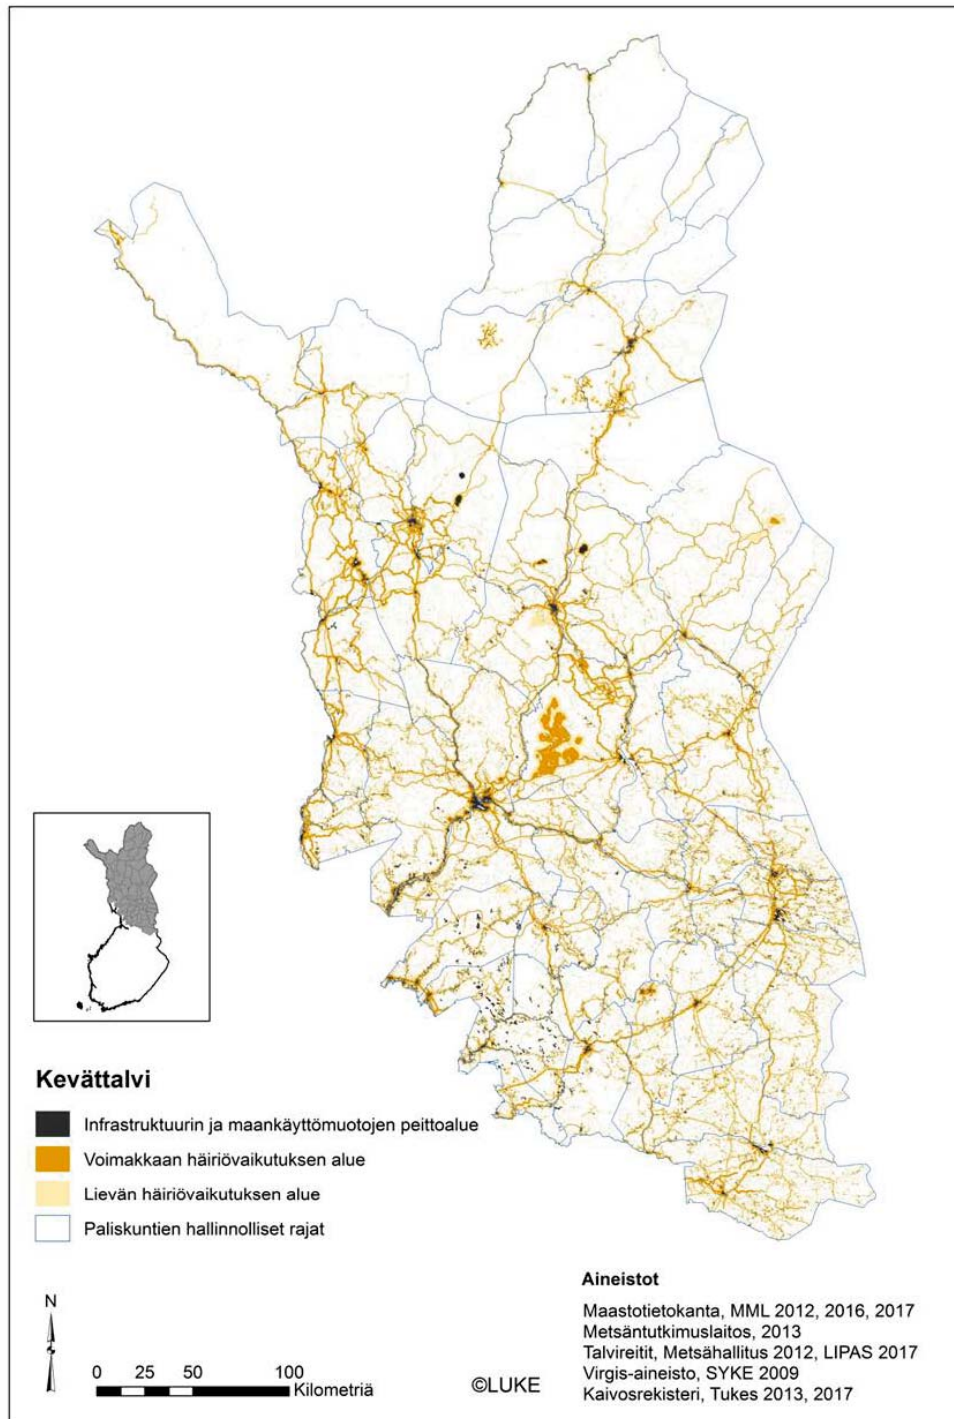 Kevättalvi
Infrastruktuurin ja maankäyttömuotojen peittoalue
Voimakkaan häiriövaikutuksen alue
Lievän häiriövaikutuksen alue
Paliskuntien hallinnolliset rajat
N
0 25 50 100
Kilometriä
©LUKE
Aineistot
Maastotietokanta, MML 2012, 2016, 2017
Metsäntutkimuslaitos, 2013
Talvireitit, Metsähallitus 2012, LIPAS 2017
Virgis-aineisto, SYKE 2009
Kaivosrekisteri, Tukes 2013, 2017